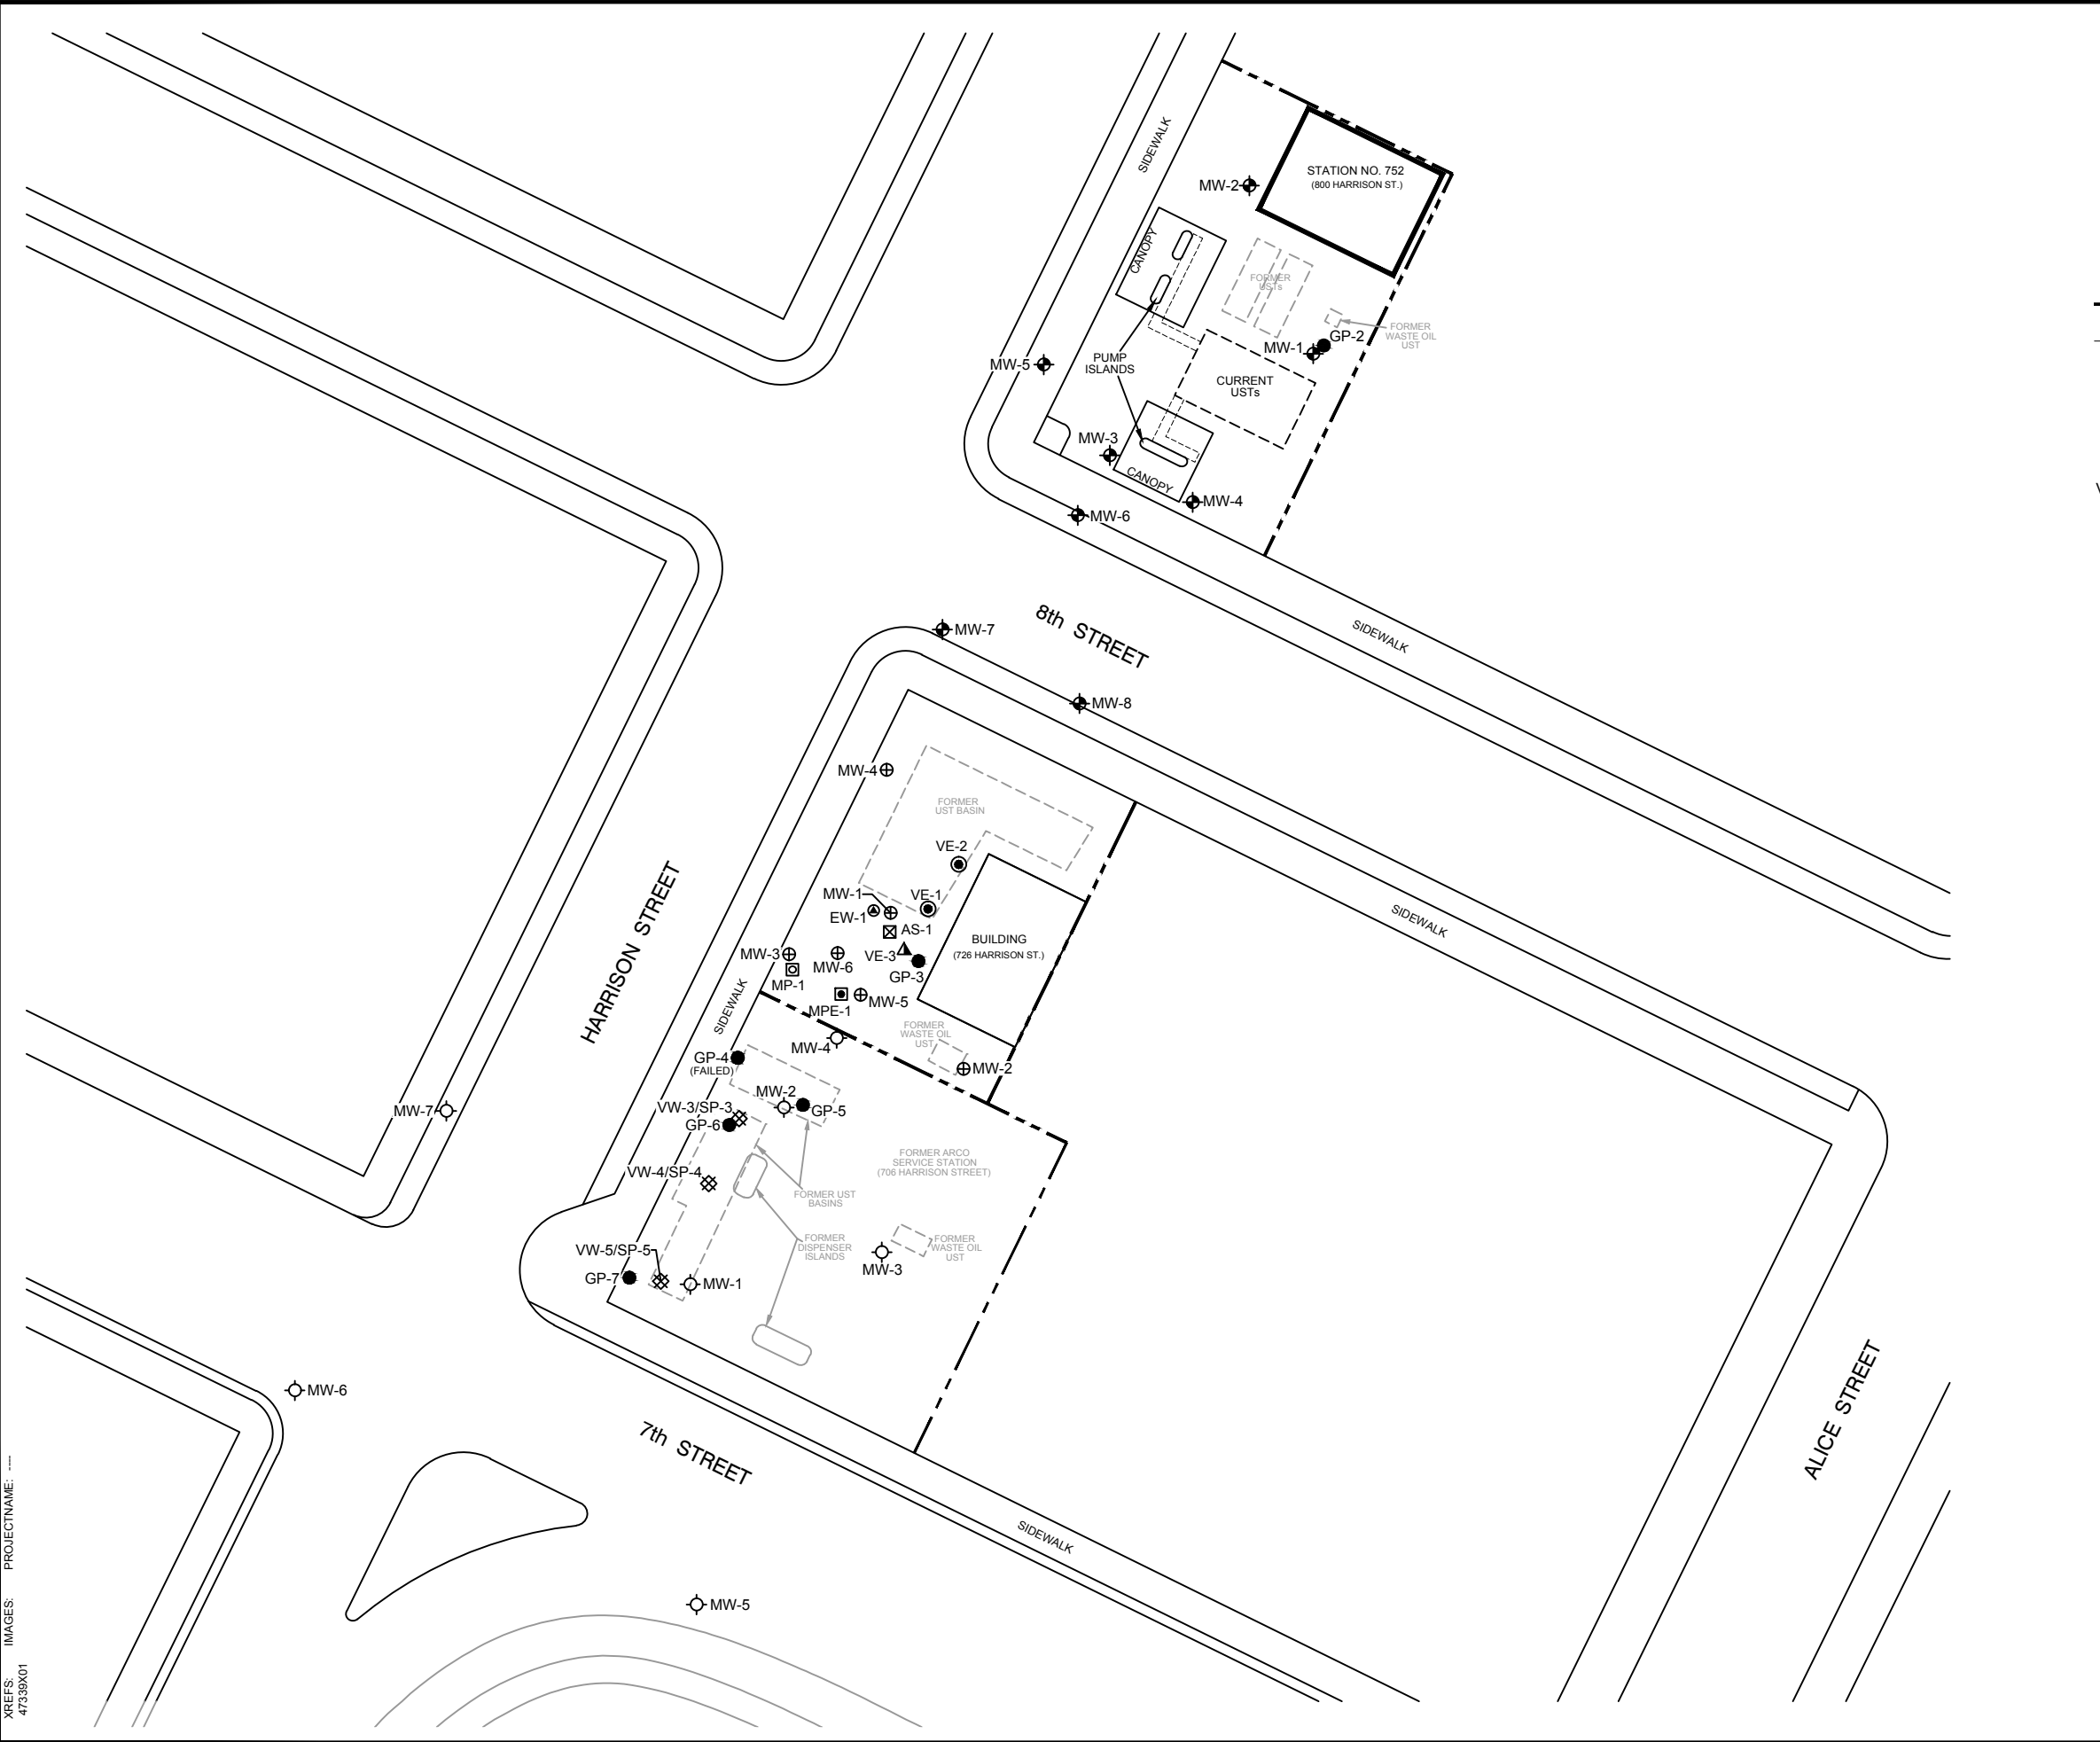 SIDEWALK
STATION NO. 752
(800 HARRISON ST.)
MW-2
CANOPY
FORMER
USTs
FORMER
WASTE OIL
UST
GP-2
MW-1
MW-5
PUMP
ISLANDS
CURRENT
USTs
MW-3
CANOPY
MW-4
MW-6
8th STREET
SIDEWALK
MW-7
MW-8
MW-4
FORMER
UST BASIN
VE-2
MW-1
VE-1
EW-1
AS-1
SIDEWALK
BUILDING
(726 HARRISON ST.)
MW-3
MW-6
VE-3
GP-3
MP-1
MPE-1
MW-5
HARRISON STREET
SIDEWALK
FORMER
WASTE OIL
UST
MW-4
MW-2
GP-4
(FAILED)
MW-2
GP-5
VW-3/SP-3
GP-6
MW-7
FORMER ARCO
SERVICE STATION
(706 HARRISON STREET)
VW-4/SP-4
FORMER UST
BASINS
FORMER
DISPENSER
ISLANDS
FORMER
WASTE OIL
UST
MW-3
VW-5/SP-5
GP-7
MW-1
MW-6
7th STREET
ALICE STREET
SIDEWALK
MW-5
XREFS: IMAGES: PROJECTNAME: ----
47339X01